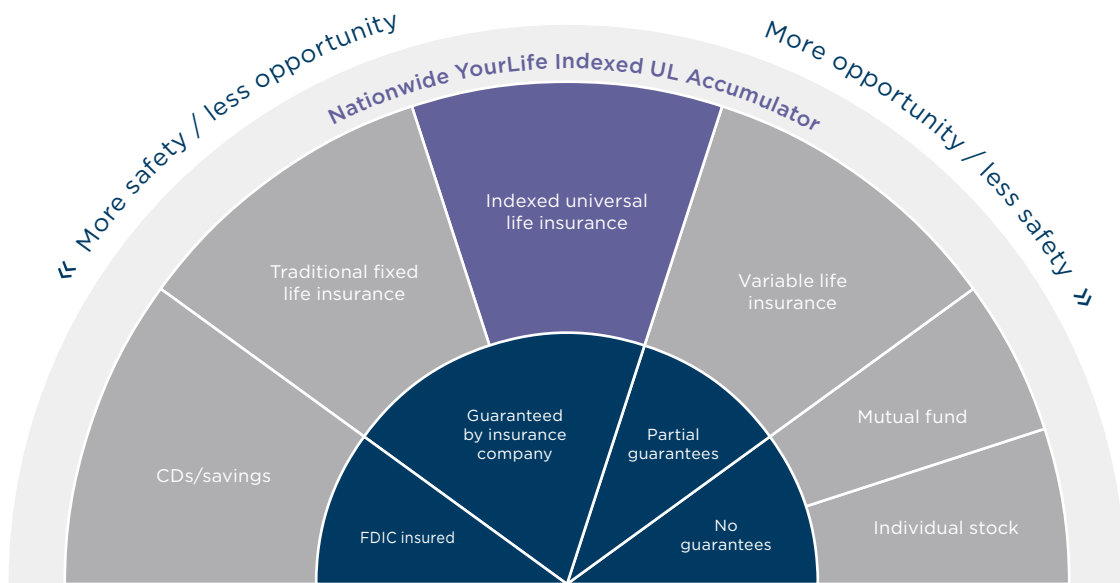 « More safety / less opportunity
More opportunity / less safety »
Nationwide YourLife Indexed UL Accumulator
CDs/savings
Traditional fixed
life insurance
Indexed universal
life insurance
Variable life
insurance
Mutual fund
Individual stock
FDIC insured
Guaranteed
by insurance
company
Partial
guarantees
No
guarantees